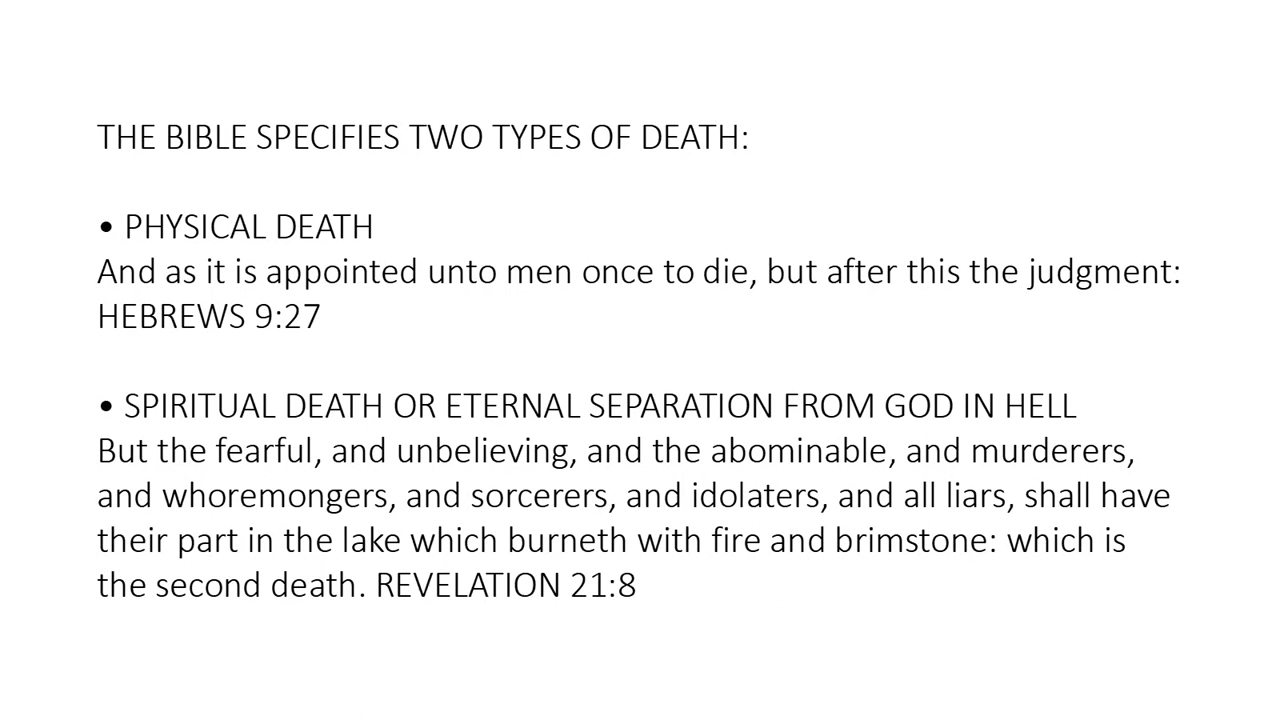 THE BIBLE SPECIFIES TWO TYPES OF DEATH:
• PHYSICAL DEATH
And as it is appointed unto men once to die, but after this the judgment:
HEBREWS 9:27
• SPIRITUAL DEATH OR ETERNAL SEPARATION FROM GOD IN HELL
But the fearful, and unbelieving, and the abominable, and murderers,
and whoremongers, and sorcerers, and idolaters, and all liars, shall have
their part in the lake which burneth with fire and brimstone: which is
the second death. REVELATION 21:8